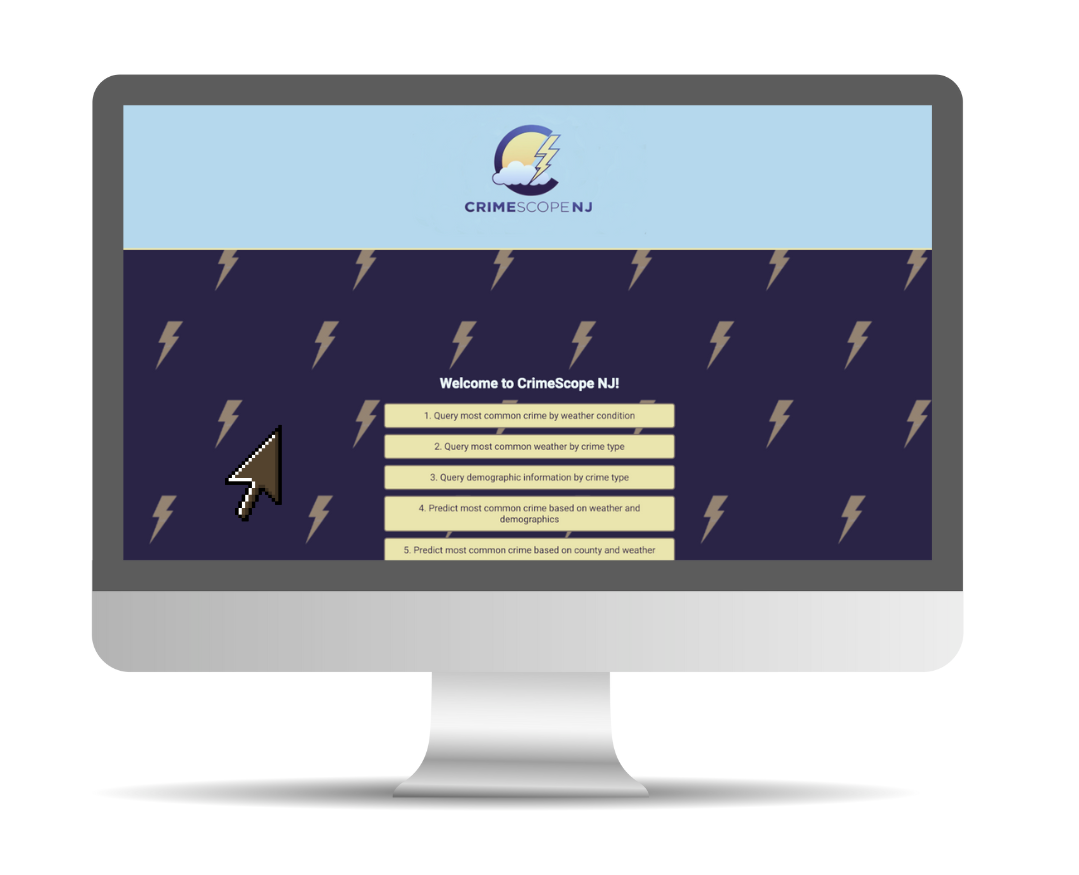 CRIMESCOPENJ
Welcome to CrimeScope NJ!
1. Query most common crime by weather condition
2. Query most common weather by crime type
3. Query demographic information by crime type
4. Predict most common crime based on weather and
demographics
5. Predict most common crime based on county and weather